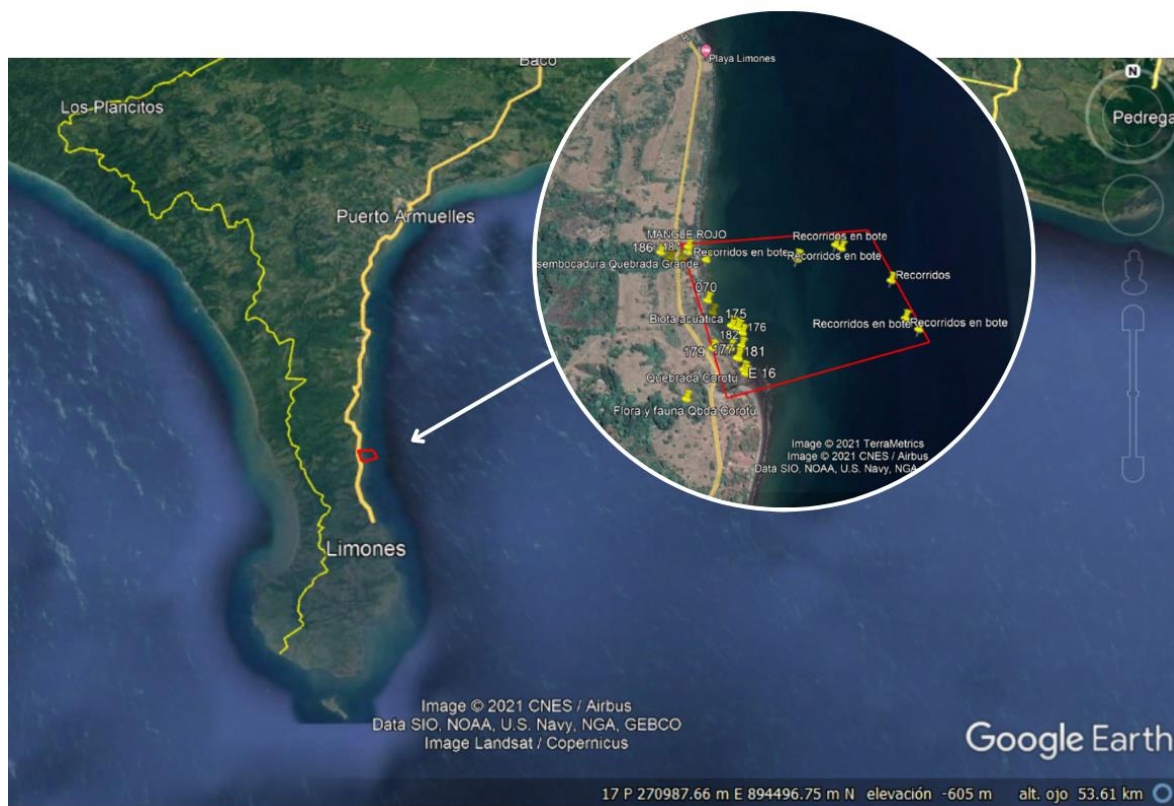 Baco
Los Plancitos
Puerto Armuelles
Limones
Pedrega
N
Playa Limones
MANGLE ROJO
186
Recorridos en bote
sembocadura Quebrada Grande
Recorridos en bote
Recorridos en bote
Recorridos
070
Biota acuatica
175
176
182
179
177
181
Recorridos en bote
Recorridos en bote
E 16
Quebrada Corotu
Flora y fauna Qbda Corotu
Image © 2021 TerraMetrics
Image © 2021 CNES / Airbus
Data SIO, NOAA, U.S. Navy, NGA
Image © 2021 CNES / Airbus
Data SIO, NOAA, U.S. Navy, NGA, GEBCO
Image Landsat / Copernicus
Google Earth
17 P 270987.66 m E 894496.75 m N elevación -605 m alt. ojo 53.61 km